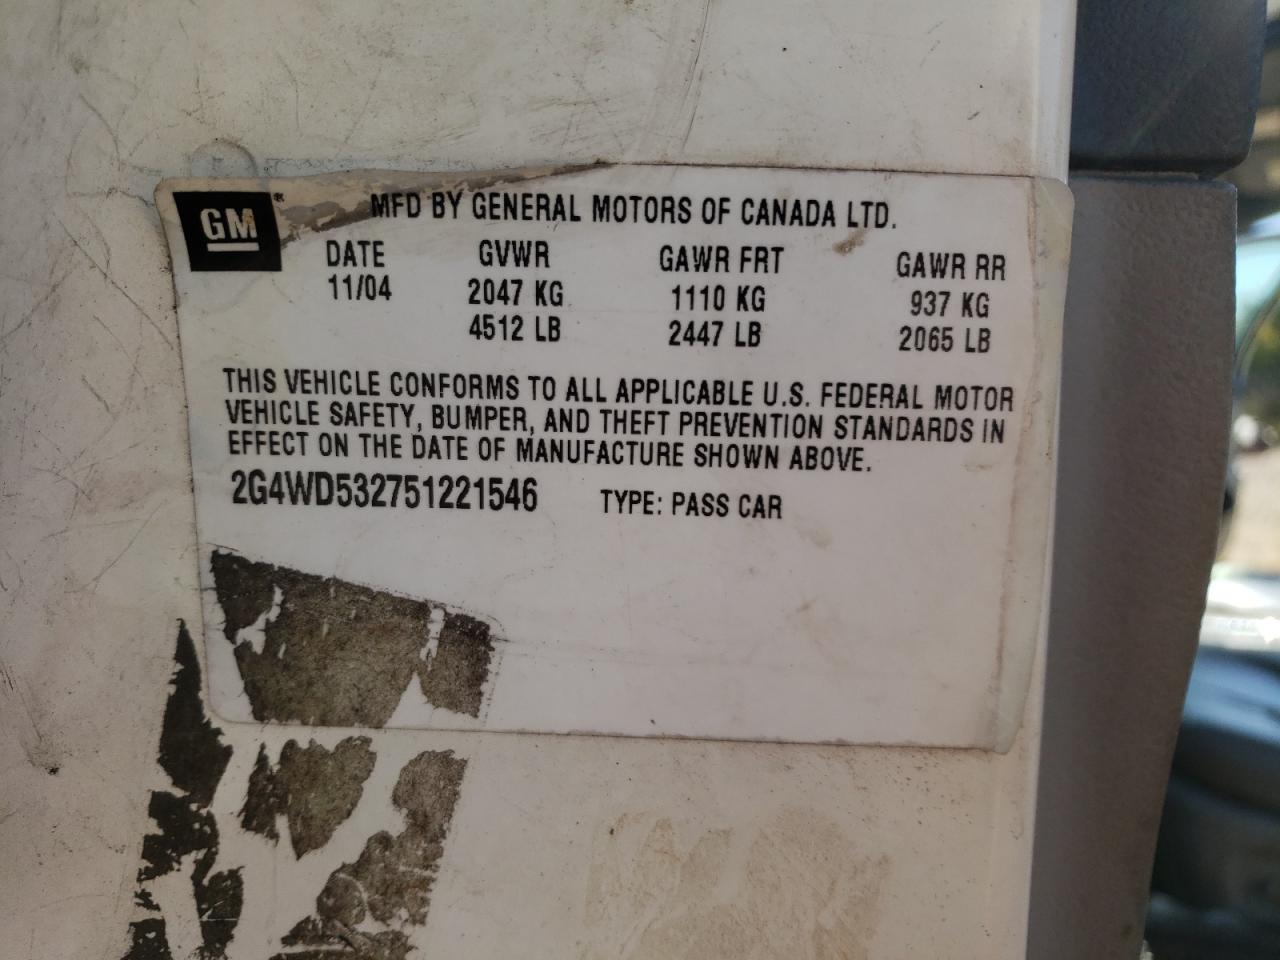 GM®
MFD BY GENERAL MOTORS OF CANADA LTD.
DATE GVWR GAWR FRT GAWR RR
11/04 2047 KG 1110 KG 937 KG
4512 LB 2447 LB 2065 LB
THIS VEHICLE CONFORMS TO ALL APPLICABLE U.S. FEDERAL MOTOR
VEHICLE SAFETY, BUMPER, AND THEFT PREVENTION STANDARDS IN
EFFECT ON THE DATE OF MANUFACTURE SHOWN ABOVE.
2G4WD532751221546 TYPE: PASS CAR